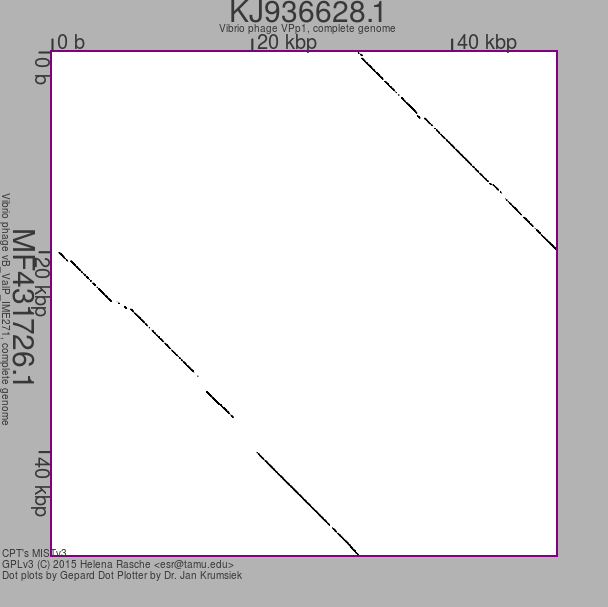 KJ936628.1
Vibrio phage VPp1, complete genome
0 b
20 kbp
40 kbp
0 b
20 kbp
40 kbp
MF431726.1
Vibrio phage vB_ValP_IME271, complete genome
CPT's MISTv3
GPLv3 (C) 2015 Helena Rasche <esr@tamu.edu>
Dot plots by Gepard Dot Plotter by Dr. Jan Krumsiek